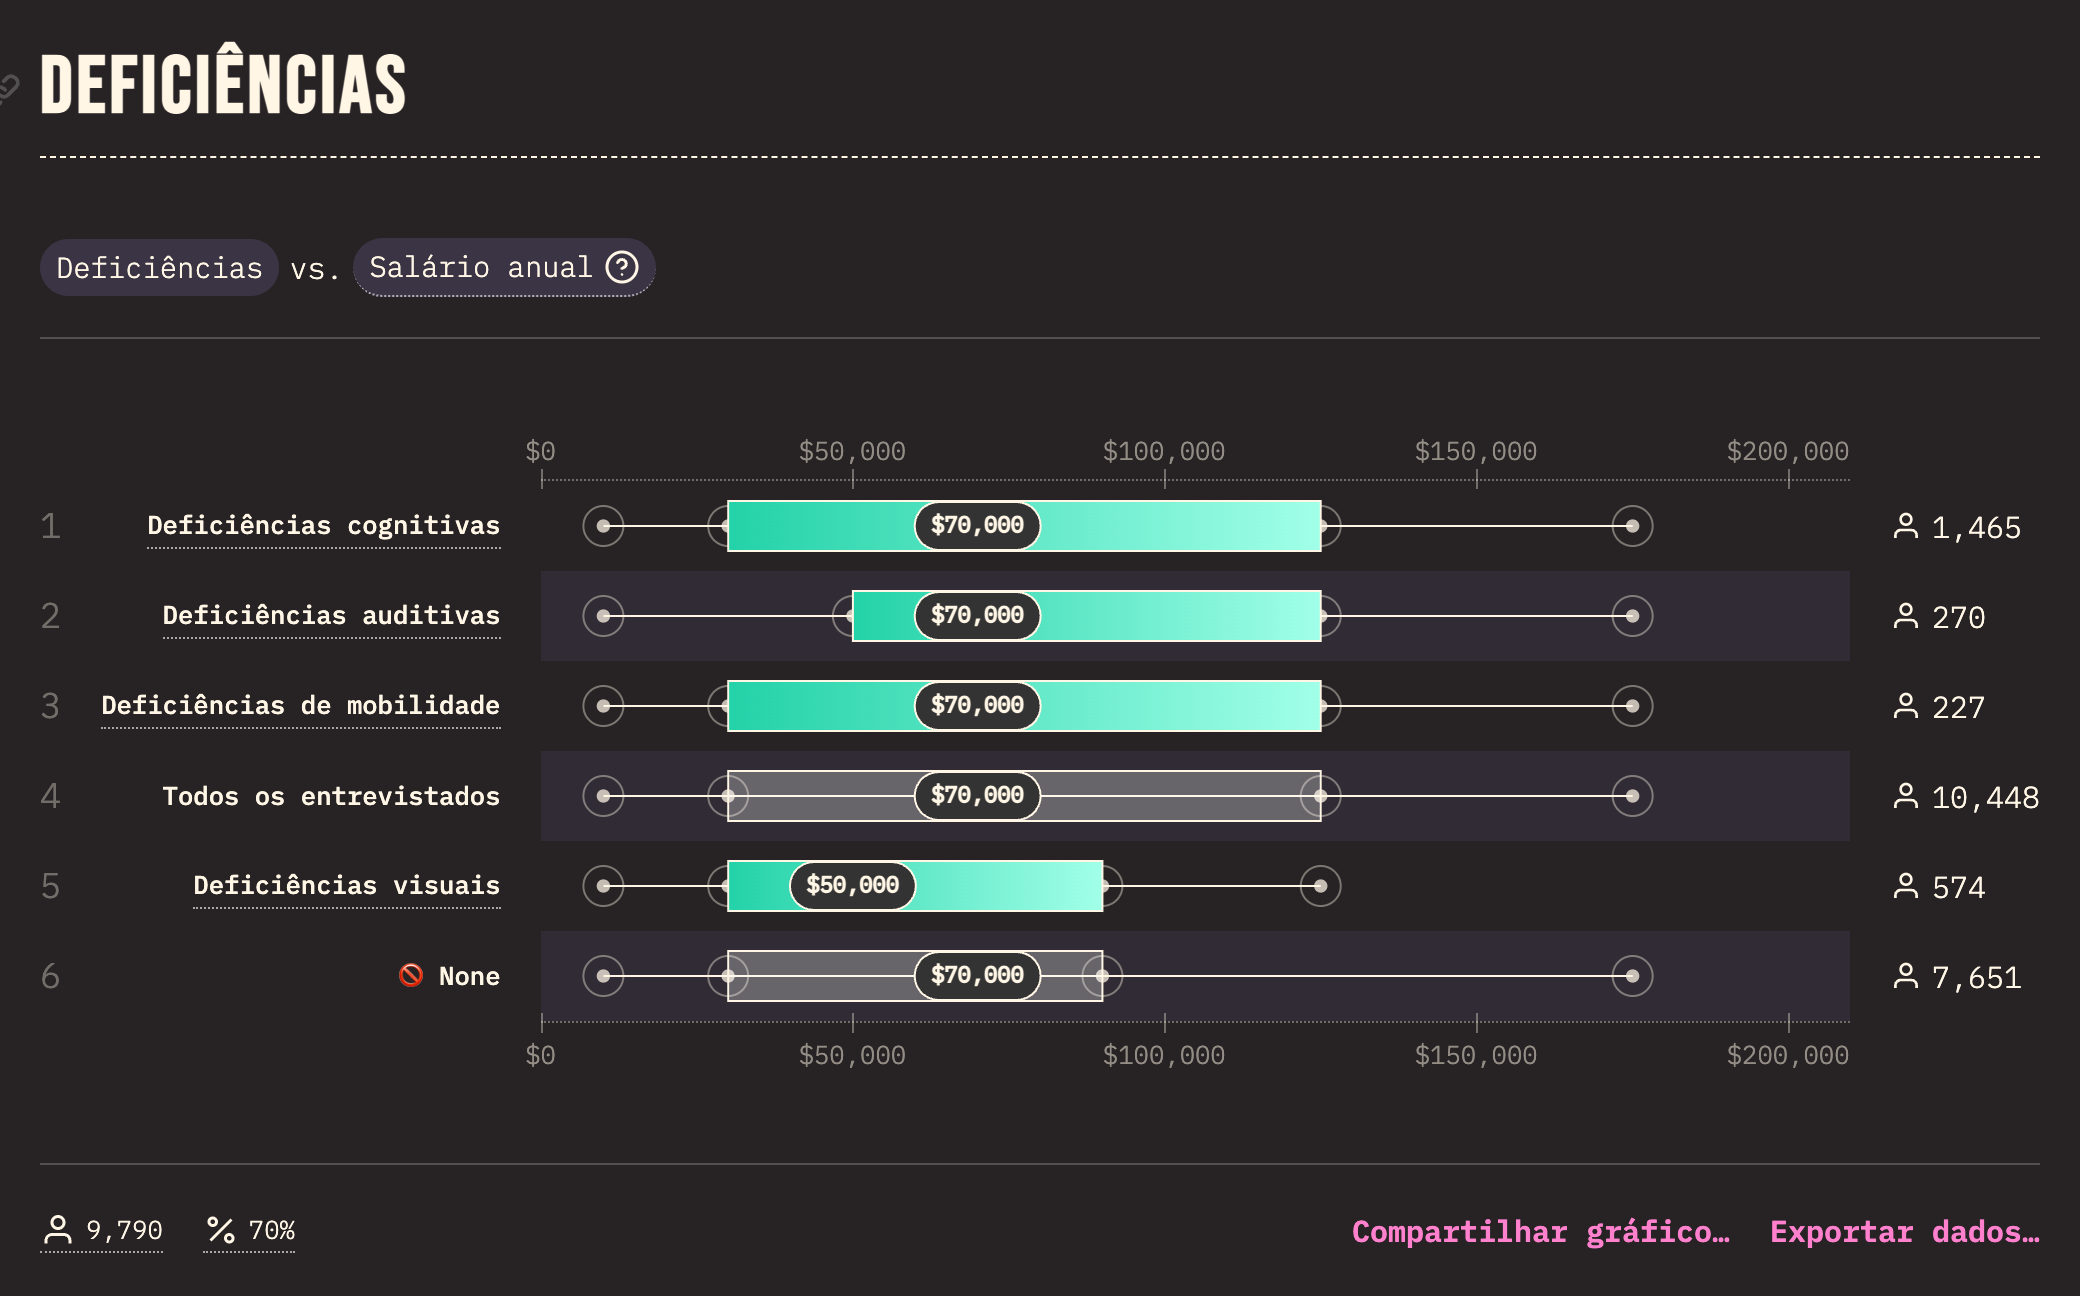 DEFICIÊNCIAS
Deficiências vs. Salário anual ?
$0 $50,000 $100,000 $150,000 $200,000
1 Deficiências cognitivas $70,000 1,465
2 Deficiências auditivas $70,000 270
3 Deficiências de mobilidade $70,000 227
4 Todos os entrevistados $70,000 10,448
5 Deficiências visuais $50,000 574
6 🚫 None $70,000 7,651
$0 $50,000 $100,000 $150,000 $200,000
9,790 % 70% Compartilhar gráfico… Exportar dados…